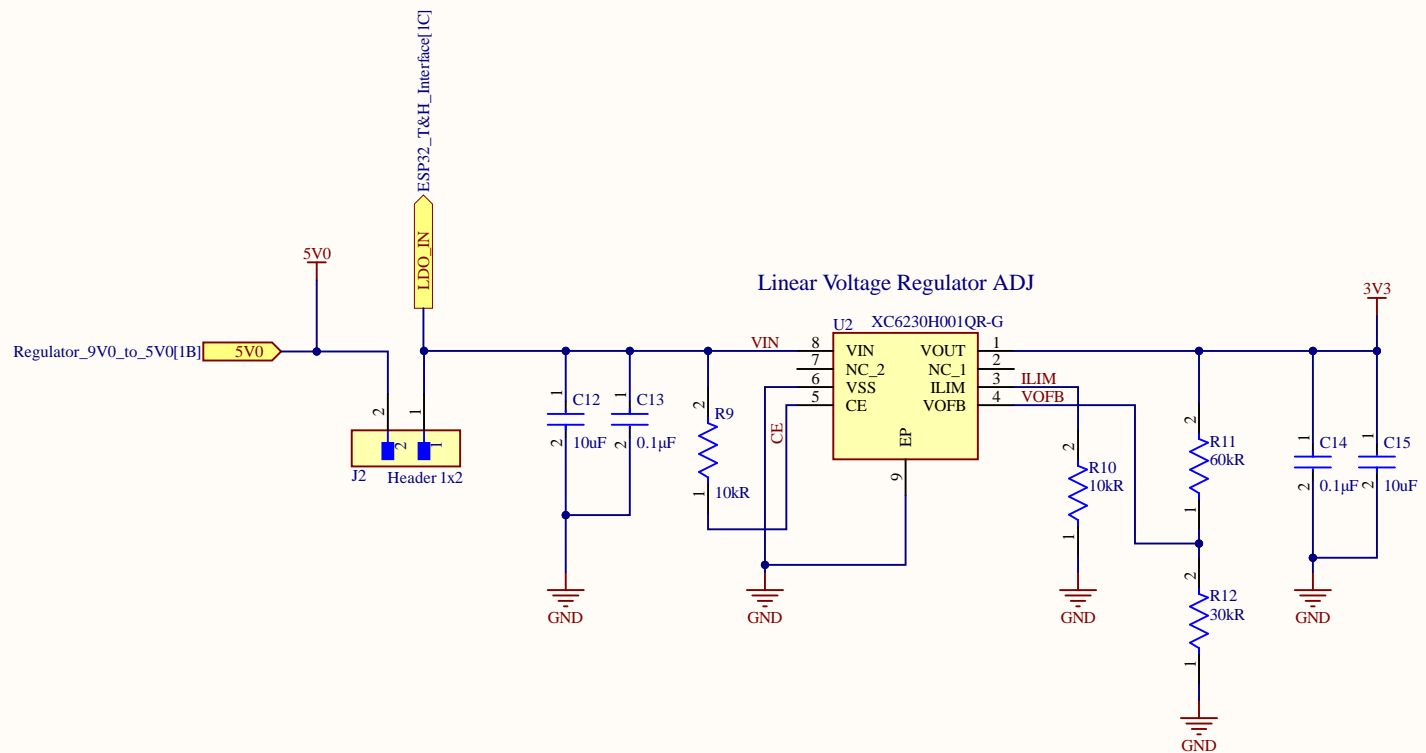 ESP32_T&H_Interface[1C]
LDO_IN
5V0
Regulator_9V0_to_5V0[1B]
5V0
2
1
2
1
J2
Header 1x2
Linear Voltage Regulator ADJ
U2
XC6230H001QR-G
VIN
8
VIN
7
NC_2
6
VSS
5
CE
CE
VOUT
1
NC_1
2
ILIM
3
ILIM
VOFB
4
VOFB
EP
9
1
C12
2
10uF
1
C13
2
0.1µF
2
R9
1
10kR
2
R10
10kR
1
2
R11
60kR
1
2
R12
30kR
1
3V3
1
C14
2
0.1µF
1
C15
2
10uF
GND
GND
GND
GND
GND